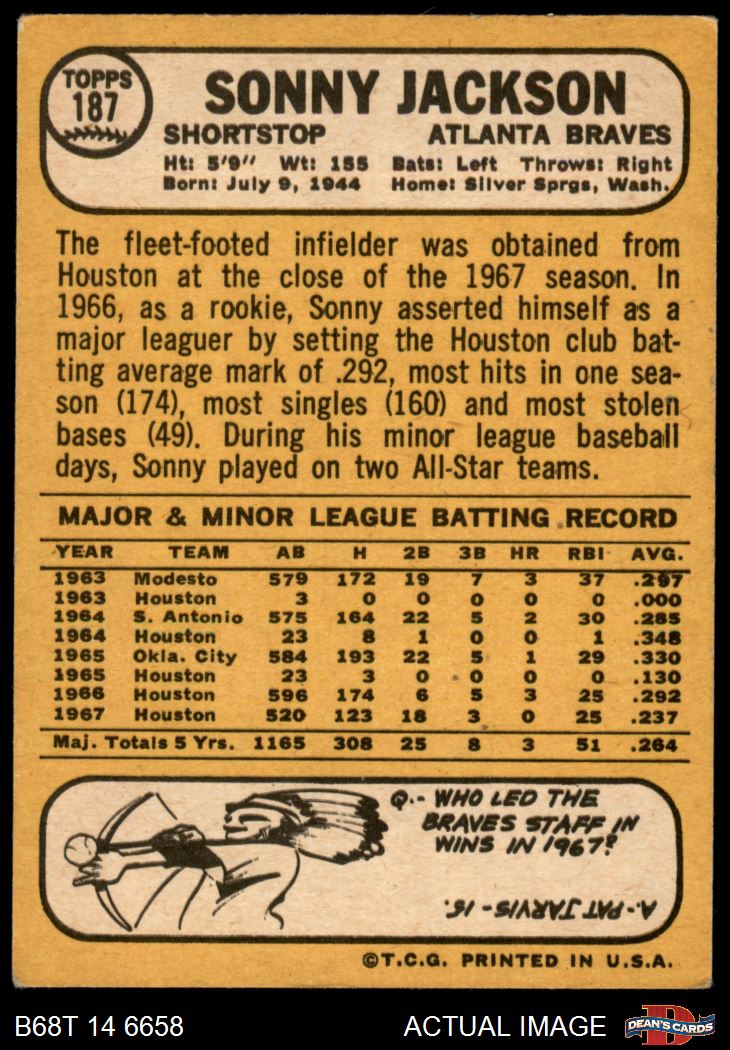 TOPPS
187
SONNY JACKSON
SHORTSTOP ATLANTA BRAVES
Ht: 5'9" Wt: 155 Bats: Left Throws: Right
Born: July 9, 1944 Home: Silver Sprgs, Wash.
The fleet-footed infielder was obtained from
Houston at the close of the 1967 season. In
1966, as a rookie, Sonny asserted himself as a
major leaguer by setting the Houston club bat-
ting average mark of .292, most hits in one sea-
son (174), most singles (160) and most stolen
bases (49). During his minor league baseball
days, Sonny played on two All-Star teams.
MAJOR & MINOR LEAGUE BATTING RECORD
YEAR TEAM AB H 2B 3B HR RBI AVG.
1963 Modesto 579 172 19 7 3 37 .297
1963 Houston 3 0 0 0 0 0 .000
1964 S. Antonio 575 164 22 5 2 30 .285
1964 Houston 23 8 1 0 0 1 .348
1965 Okla. City 584 193 22 5 1 29 .330
1965 Houston 23 3 0 0 0 0 .130
1966 Houston 596 174 6 5 3 25 .292
1967 Houston 520 123 18 3 0 25 .237
Maj. Totals 5 Yrs. 1165 308 25 8 3 51 .264
Q.- WHO LED THE
BRAVES STAFF IN
WINS IN 1967?
A.- PAT JARVIS - 15.
©T.C.G. PRINTED IN U.S.A.
B68T 14 6658 ACTUAL IMAGE
D
DEAN'S CARDS